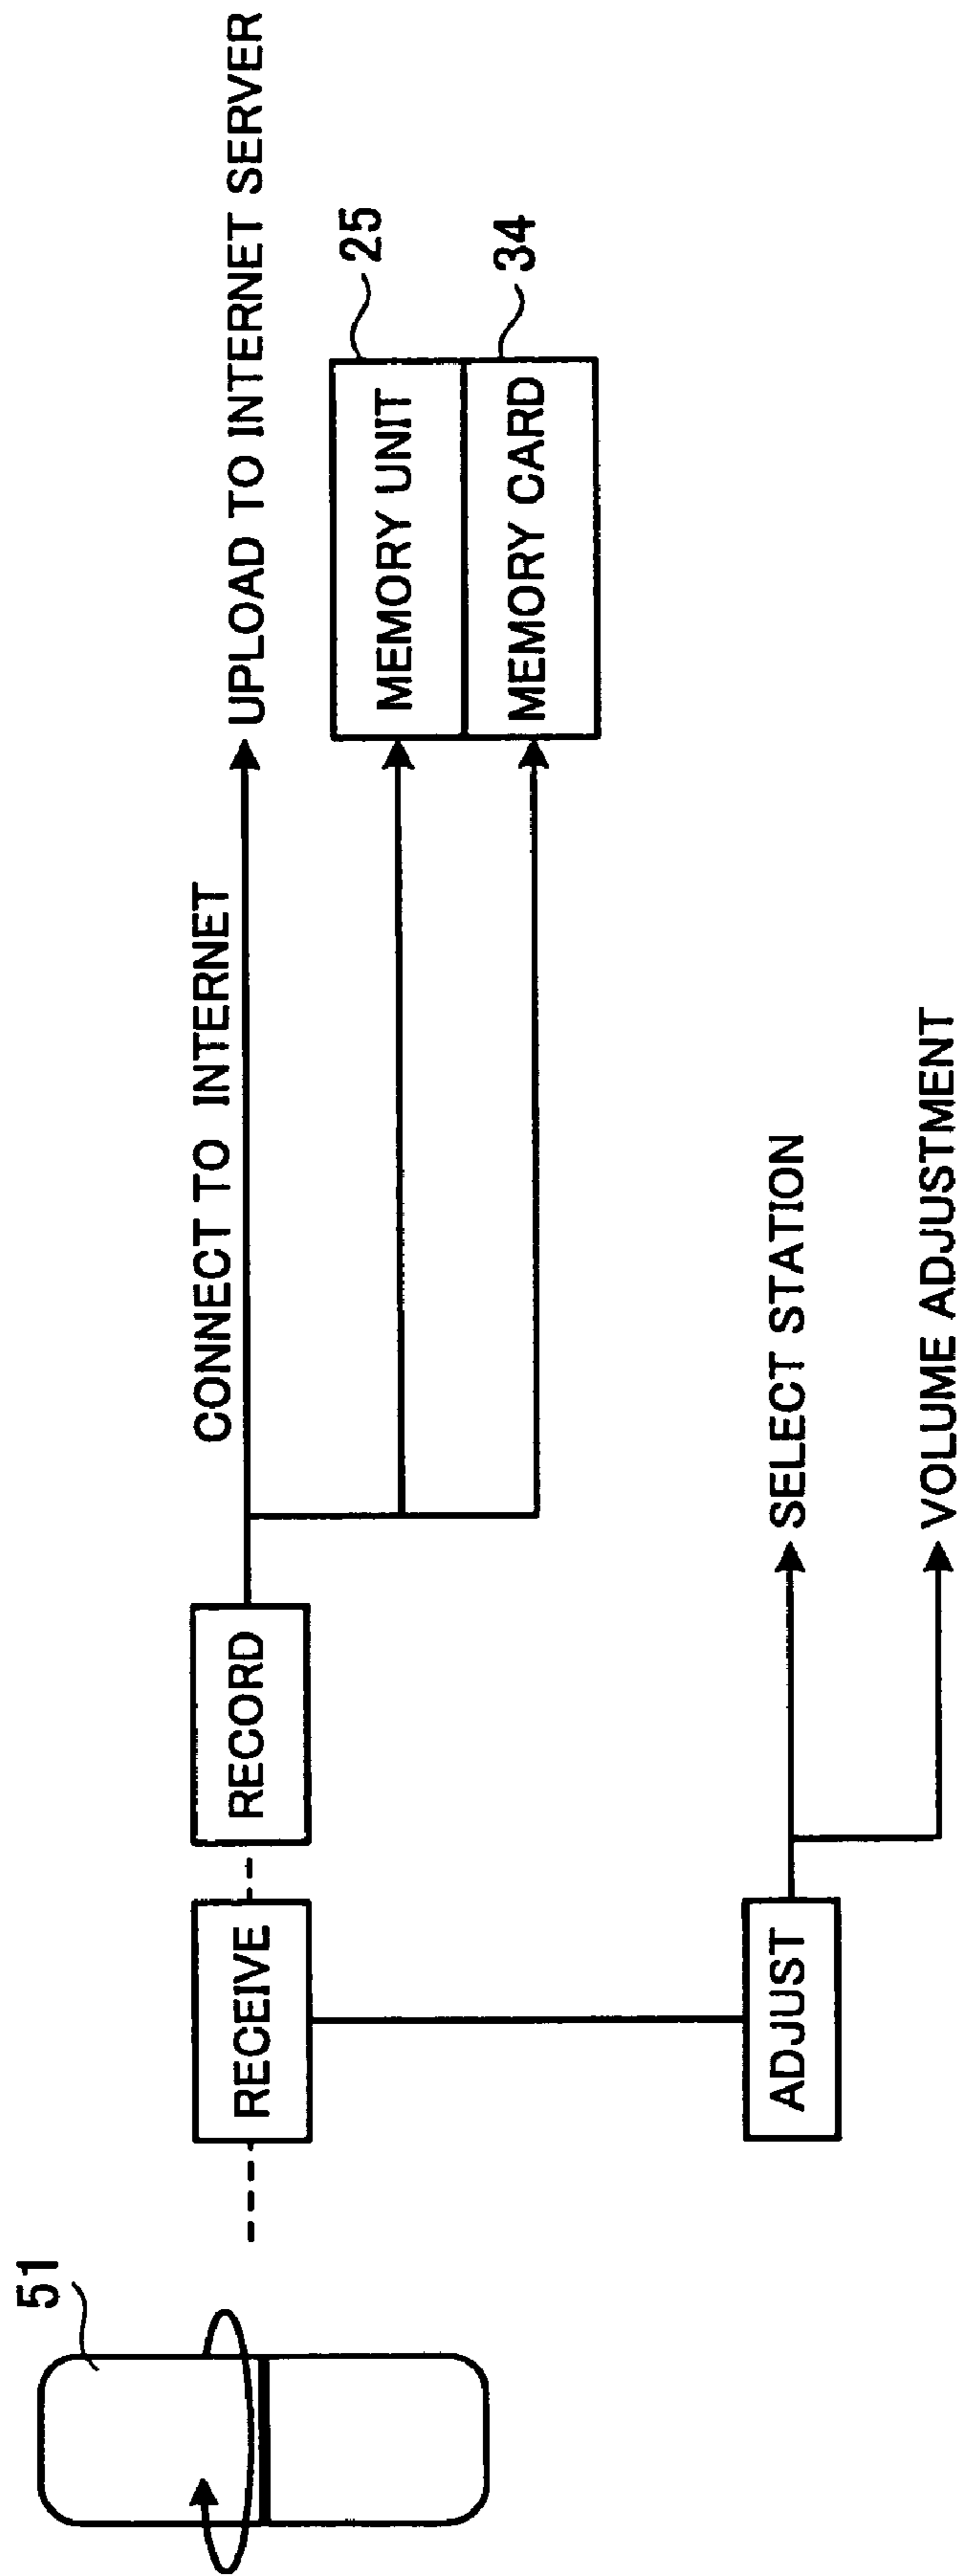 51
RECEIVE
RECORD
CONNECT TO INTERNET
UPLOAD TO INTERNET SERVER
MEMORY UNIT
25
MEMORY CARD
34
ADJUST
SELECT STATION
VOLUME ADJUSTMENT